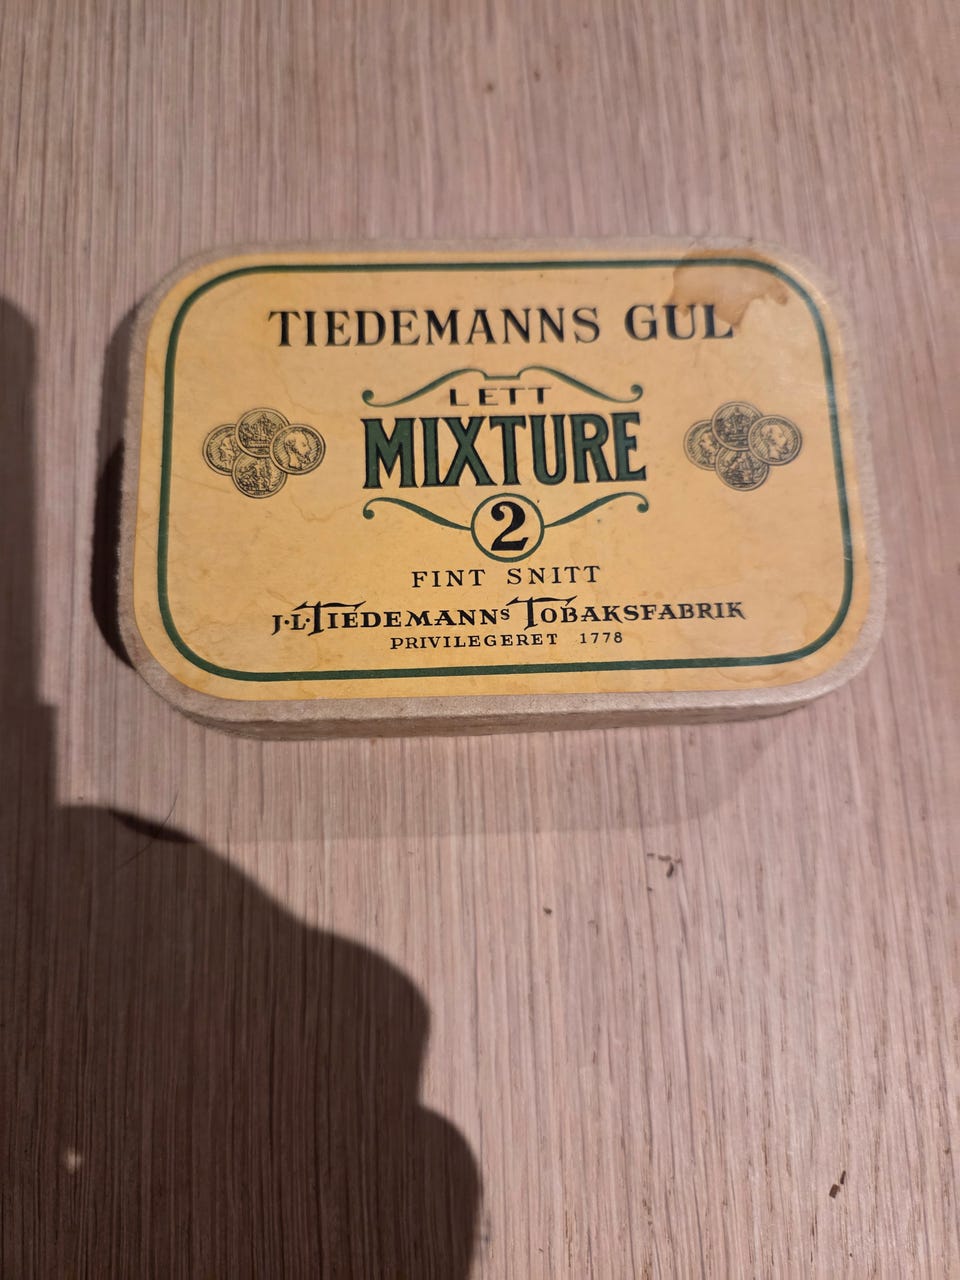 TIEDEMANNS GUL
LETT
MIXTURE
2
FINT SNITT
J·L·TIEDEMANNS TOBAKSFABRIK
PRIVILEGERET 1778